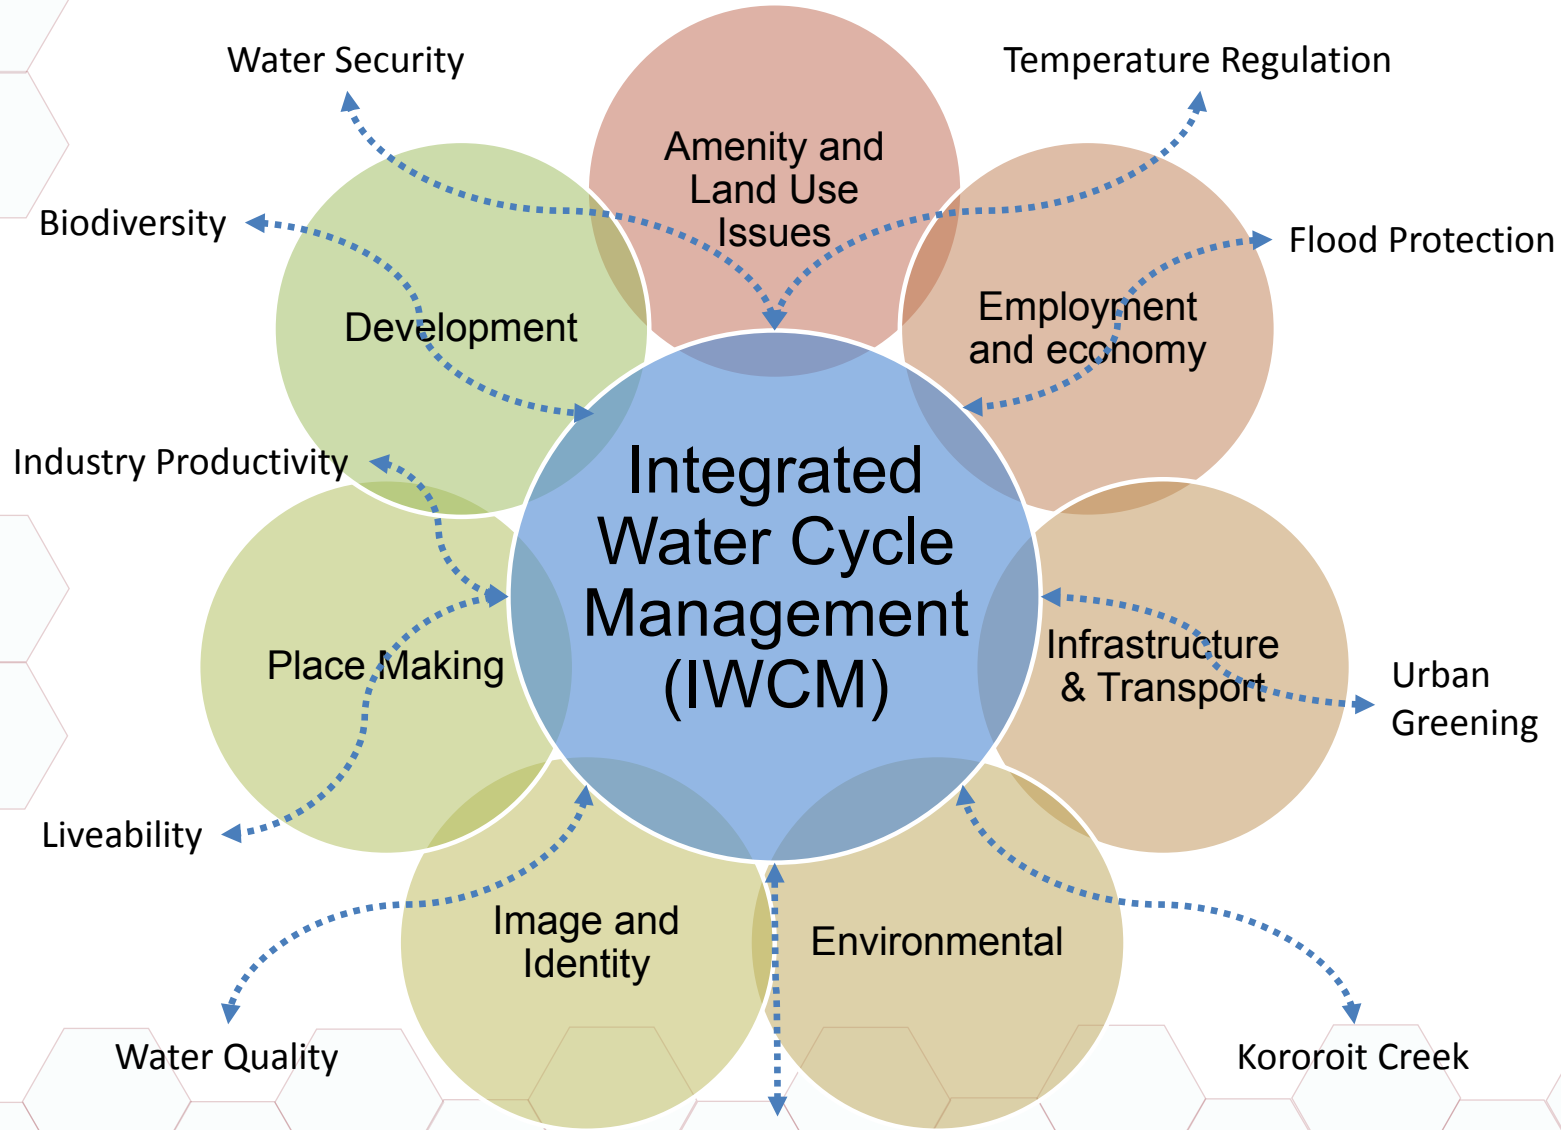 Water Security
Temperature Regulation
Amenity and
Land Use
Issues
Biodiversity
Flood Protection
Development
Employment
and economy
Industry Productivity
Integrated
Water Cycle
Management
(IWCM)
Place Making
Infrastructure
& Transport
Urban
Greening
Liveability
Image and
Identity
Environmental
Water Quality
Kororoit Creek